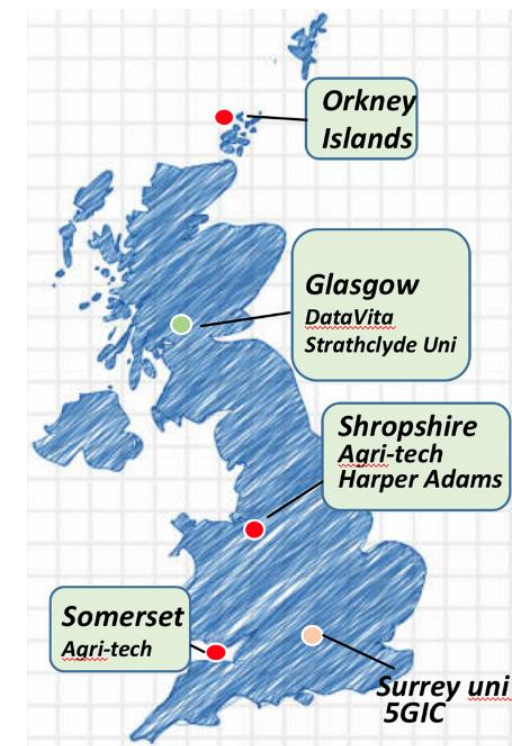 Orkney
Islands
Glasgow
DataVita
Strathclyde Uni
Shropshire
Agri-tech
Harper Adams
Somerset
Agri-tech
Surrey uni
5GIC